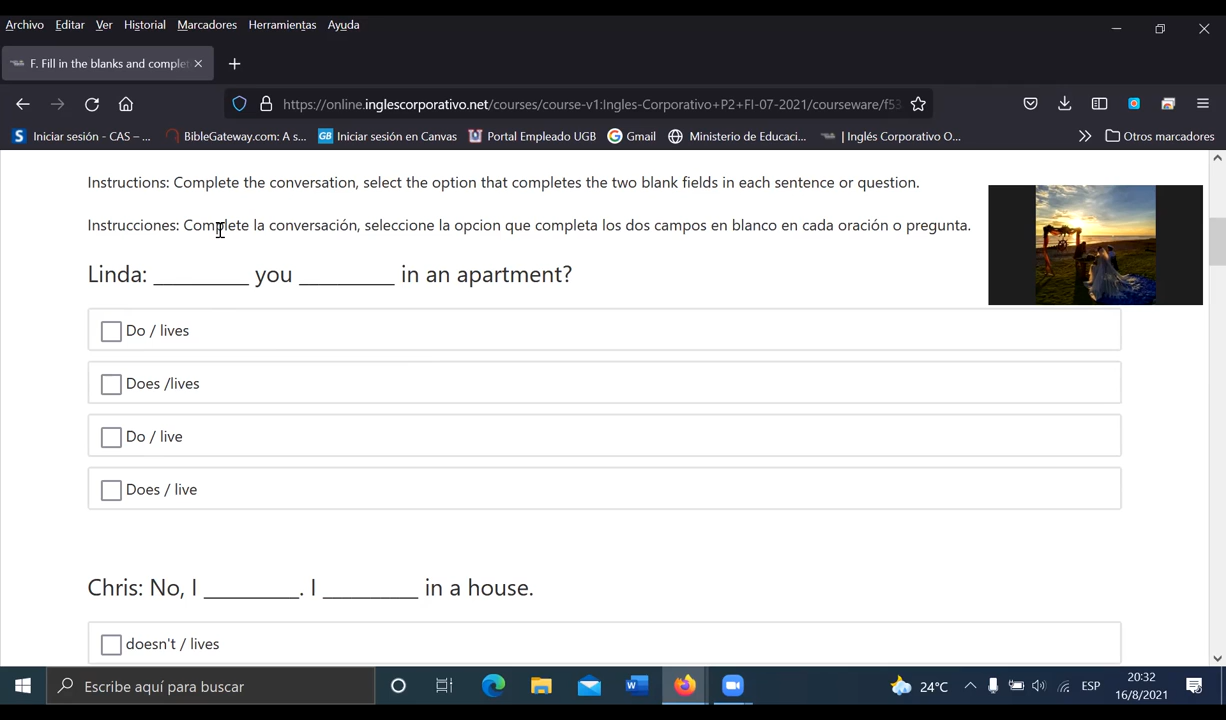 Archivo Editar Ver Historial Marcadores Herramientas Ayuda
F. Fill in the blanks and complet
https://online.inglescorporativo.net/courses/course-v1:Ingles-Corporativo+P2+FI-07-2021/courseware/f53
Iniciar sesión - CAS – ... BibleGateway.com: A s... GB Iniciar sesión en Canvas Portal Empleado UGB Gmail Ministerio de Educaci... | Inglés Corporativo O... Otros marcadores
Instructions: Complete the conversation, select the option that completes the two blank fields in each sentence or question.
Instrucciones: Complete la conversación, seleccione la opcion que completa los dos campos en blanco en cada oración o pregunta.
Linda: _________ you _________ in an apartment?
Do / lives
Does /lives
Do / live
Does / live
Chris: No, I _________. I _________ in a house.
doesn't / lives
Escribe aquí para buscar
24°C ESP 20:32
16/8/2021